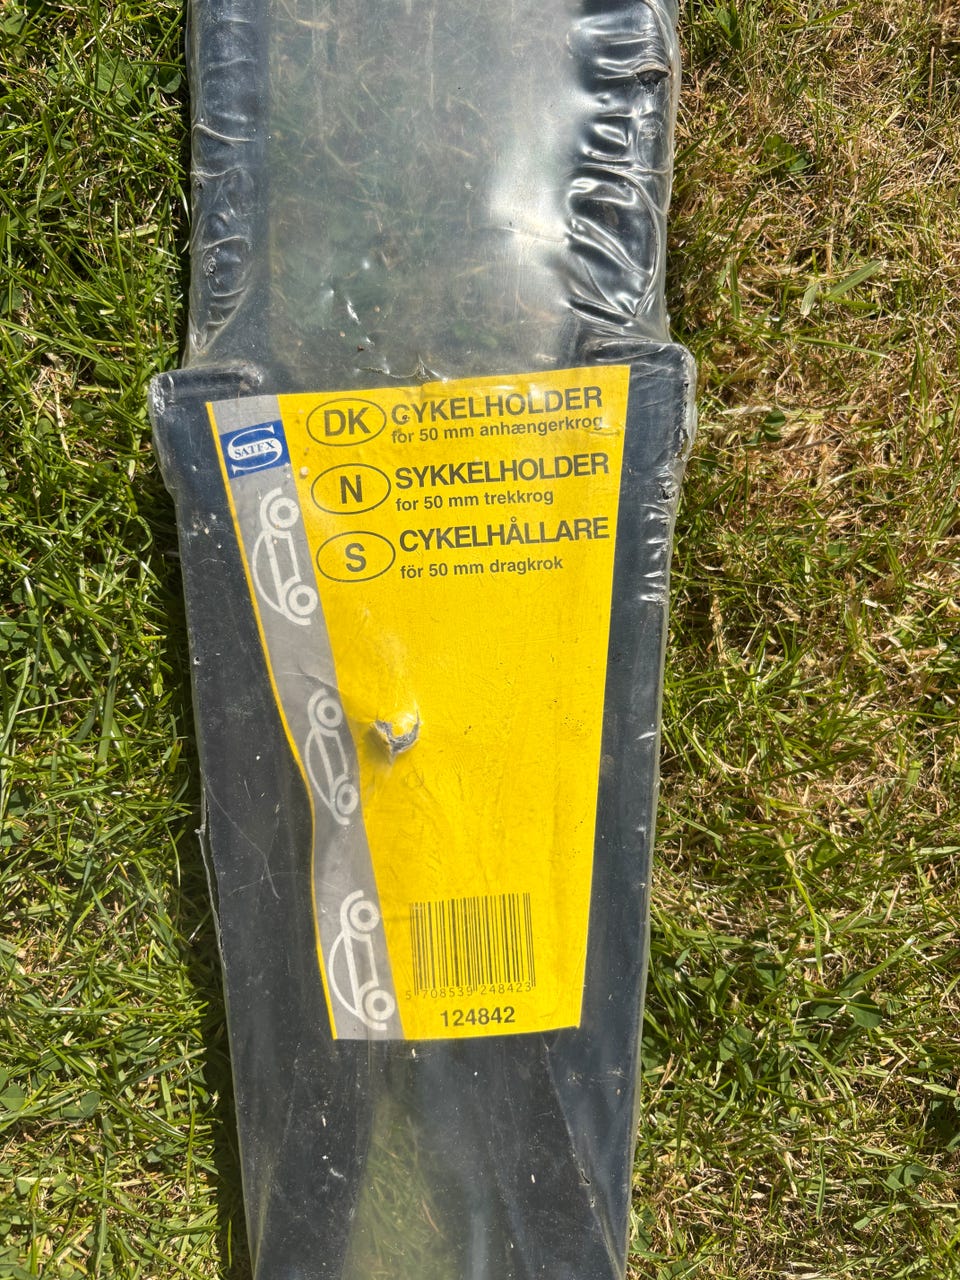 SATEX
DK CYKELHOLDER
for 50 mm anhængerkrog
N SYKKELHOLDER
for 50 mm trekkrog
S CYKELHÅLLARE
för 50 mm dragkrok
5 708539 248423
124842